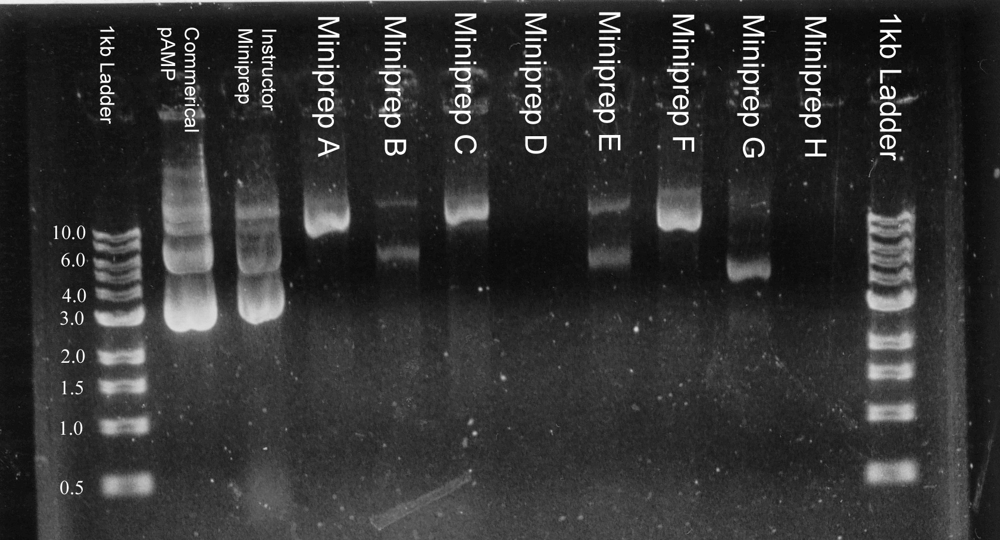 1kb Ladder
Commerical
pAMP
Instructor
Miniprep
Miniprep A
Miniprep B
Miniprep C
Miniprep D
Miniprep E
Miniprep F
Miniprep G
Miniprep H
1kb Ladder
10.0
6.0
4.0
3.0
2.0
1.5
1.0
0.5